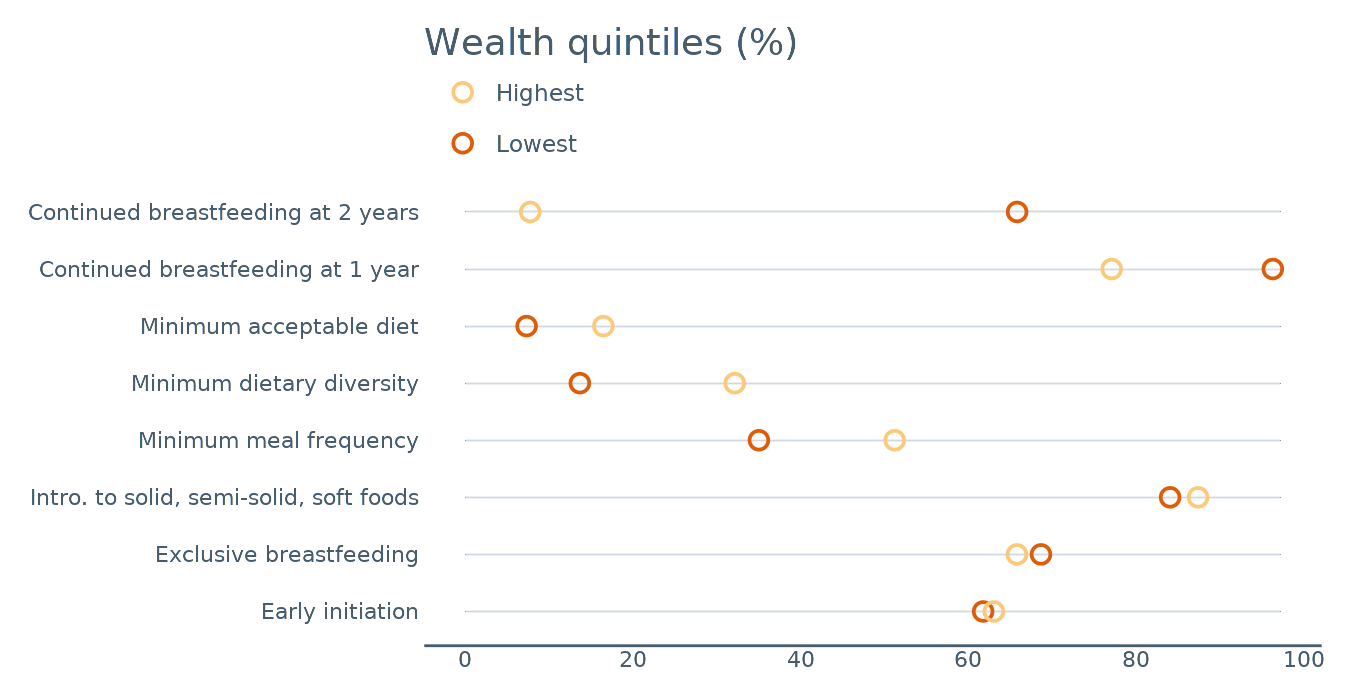 Wealth quintiles (%)
Highest
Lowest
Continued breastfeeding at 2 years
Continued breastfeeding at 1 year
Minimum acceptable diet
Minimum dietary diversity
Minimum meal frequency
Intro. to solid, semi-solid, soft foods
Exclusive breastfeeding
Early initiation
0 20 40 60 80 100